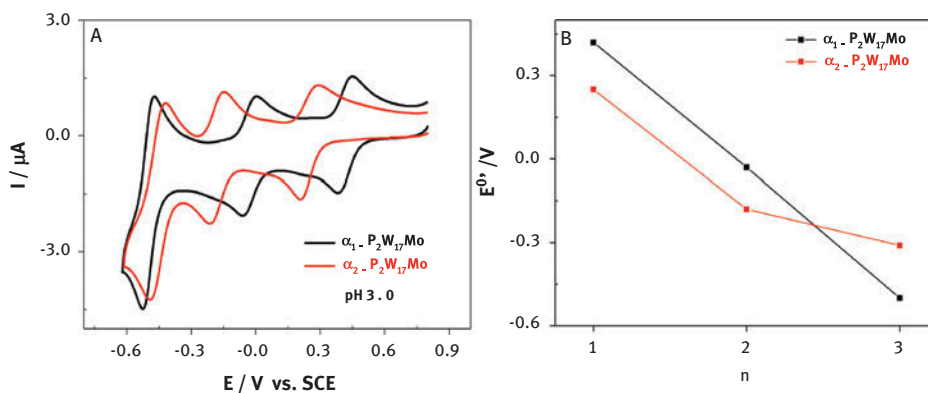 A
3.0
0.0
-3.0
I / µA
-0.6
-0.3
-0.0
0.3
0.6
0.9
E / V vs. SCE
α₁ - P₂W₁₇Mo
α₂ - P₂W₁₇Mo
pH 3.0
B
0.3
0.0
-0.3
-0.6
E⁰’ /V
1
2
3
n
α₁ - P₂W₁₇Mo
α₂ - P₂W₁₇Mo